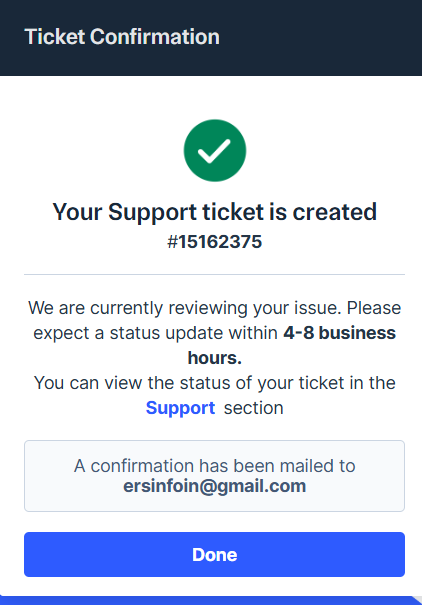 Ticket Confirmation
Your Support ticket is created
#15162375
We are currently reviewing your issue. Please
expect a status update within 4-8 business
hours.
You can view the status of your ticket in the
Support section
A confirmation has been mailed to
ersinfoin@gmail.com
Done